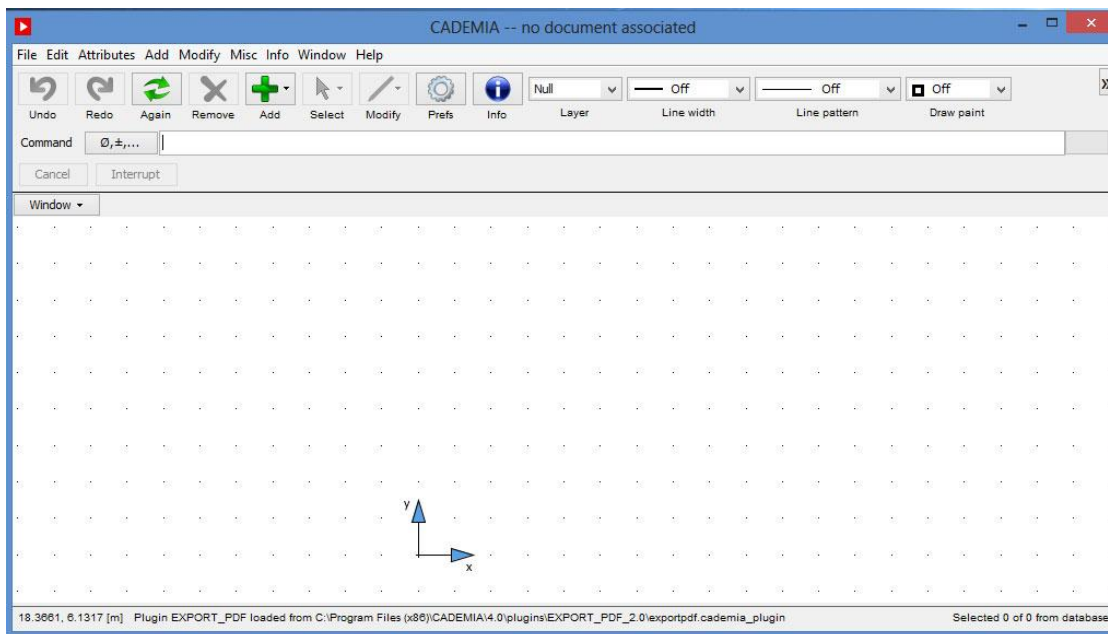 CADEMIA -- no document associated
File Edit Attributes Add Modify Misc Info Window Help
Null Off Off Off
Undo Redo Again Remove Add Select Modify Prefs Info Layer Line width Line pattern Draw paint
Command Ø,±,...
Cancel Interrupt
Window
y
x
18.3661, 6.1317 [m] Plugin EXPORT_PDF loaded from C:\Program Files (x86)\CADEMIA\4.0\plugins\EXPORT_PDF_2.0\exportpdf.cademia_plugin Selected 0 of 0 from database